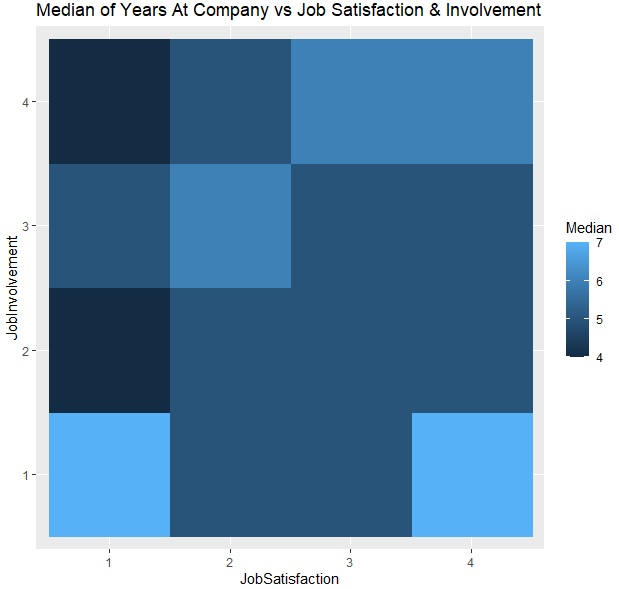 Median of Years At Company vs Job Satisfaction & Involvement
JobInvolvement
4
3
2
1
1 2 3 4
JobSatisfaction
Median
7
6
5
4